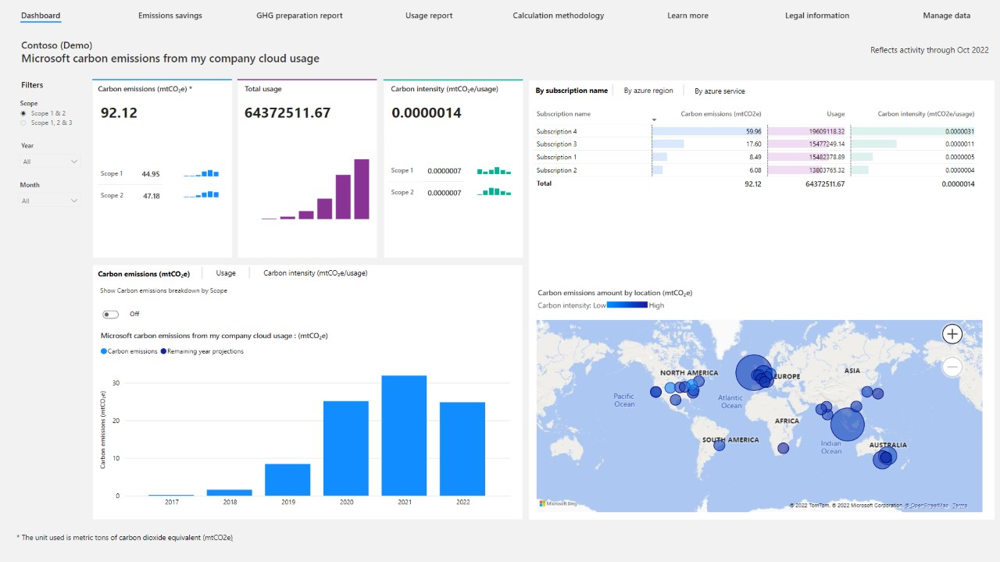 Dashboard
Emissions savings
GHG preparation report
Usage report
Calculation methodology
Learn more
Legal information
Manage data
Contoso (Demo)
Microsoft carbon emissions from my company cloud usage
Reflects activity through Oct 2022
Filters
Scope
Scope 1 & 2
Scope 1, 2 & 3
Year
All
Month
All
Carbon emissions (mtCO₂e) *
92.12
Scope 1 44.95
Scope 2 47.18
Total usage
64372511.67
Carbon intensity (mtCO₂e/usage)
0.0000014
Scope 1 0.0000007
Scope 2 0.0000007
By subscription name
By azure region
By azure service
Subscription name Carbon emissions (mtCO2e) Usage Carbon intensity (mtCO2e/usage)
Subscription 4 59.96 19609118.32 0.0000031
Subscription 3 17.60 15477249.14 0.0000011
Subscription 1 8.49 15482378.89 0.0000005
Subscription 2 6.08 13803765.32 0.0000004
Total 92.12 64372511.67 0.0000014
Carbon emissions (mtCO₂e)
Usage
Carbon intensity (mtCO₂e/usage)
Show Carbon emissions breakdown by Scope
Off
Microsoft carbon emissions from my company cloud usage : (mtCO₂e)
Carbon emissions Remaining year projections
Carbon emissions (mtCO₂e)
30
20
10
0
2017 2018 2019 2020 2021 2022
Carbon emissions amount by location (mtCO₂e)
Carbon intensity: Low High
NORTH AMERICA
EUROPE
ASIA
Pacific
Ocean
Atlantic
Ocean
AFRICA
SOUTH AMERICA
Indian
Ocean
AUSTRALIA
Microsoft Bing
© 2022 TomTom, © 2022 Microsoft Corporation, © OpenStreetMap Terms
* The unit used is metric tons of carbon dioxide equivalent (mtCO2e)